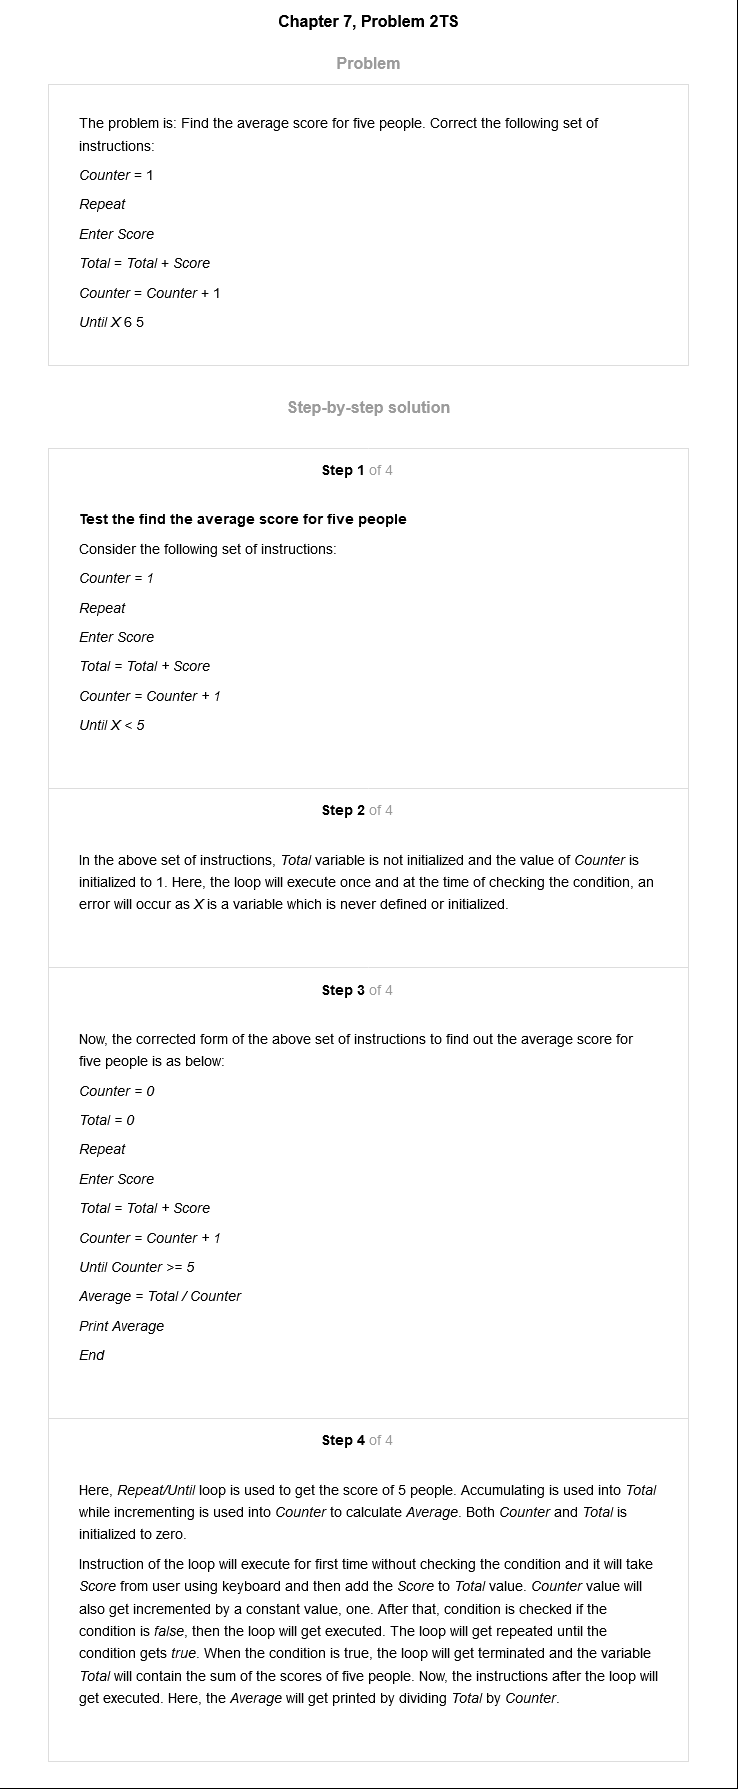 Chapter 7, Problem 2TS
Problem
The problem is: Find the average score for five people. Correct the following set of
instructions:
Counter = 1
Repeat
Enter Score
Total = Total + Score
Counter = Counter + 1
Until X 6 5
Step-by-step solution
Step 1 of 4
Test the find the average score for five people
Consider the following set of instructions:
Counter = 1
Repeat
Enter Score
Total = Total + Score
Counter = Counter + 1
Until X < 5
Step 2 of 4
In the above set of instructions, Total variable is not initialized and the value of Counter is
initialized to 1. Here, the loop will execute once and at the time of checking the condition, an
error will occur as X is a variable which is never defined or initialized.
Step 3 of 4
Now, the corrected form of the above set of instructions to find out the average score for
five people is as below:
Counter = 0
Total = 0
Repeat
Enter Score
Total = Total + Score
Counter = Counter + 1
Until Counter >= 5
Average = Total / Counter
Print Average
End
Step 4 of 4
Here, Repeat/Until loop is used to get the score of 5 people. Accumulating is used into Total
while incrementing is used into Counter to calculate Average. Both Counter and Total is
initialized to zero.
Instruction of the loop will execute for first time without checking the condition and it will take
Score from user using keyboard and then add the Score to Total value. Counter value will
also get incremented by a constant value, one. After that, condition is checked if the
condition is false, then the loop will get executed. The loop will get repeated until the
condition gets true. When the condition is true, the loop will get terminated and the variable
Total will contain the sum of the scores of five people. Now, the instructions after the loop will
get executed. Here, the Average will get printed by dividing Total by Counter.